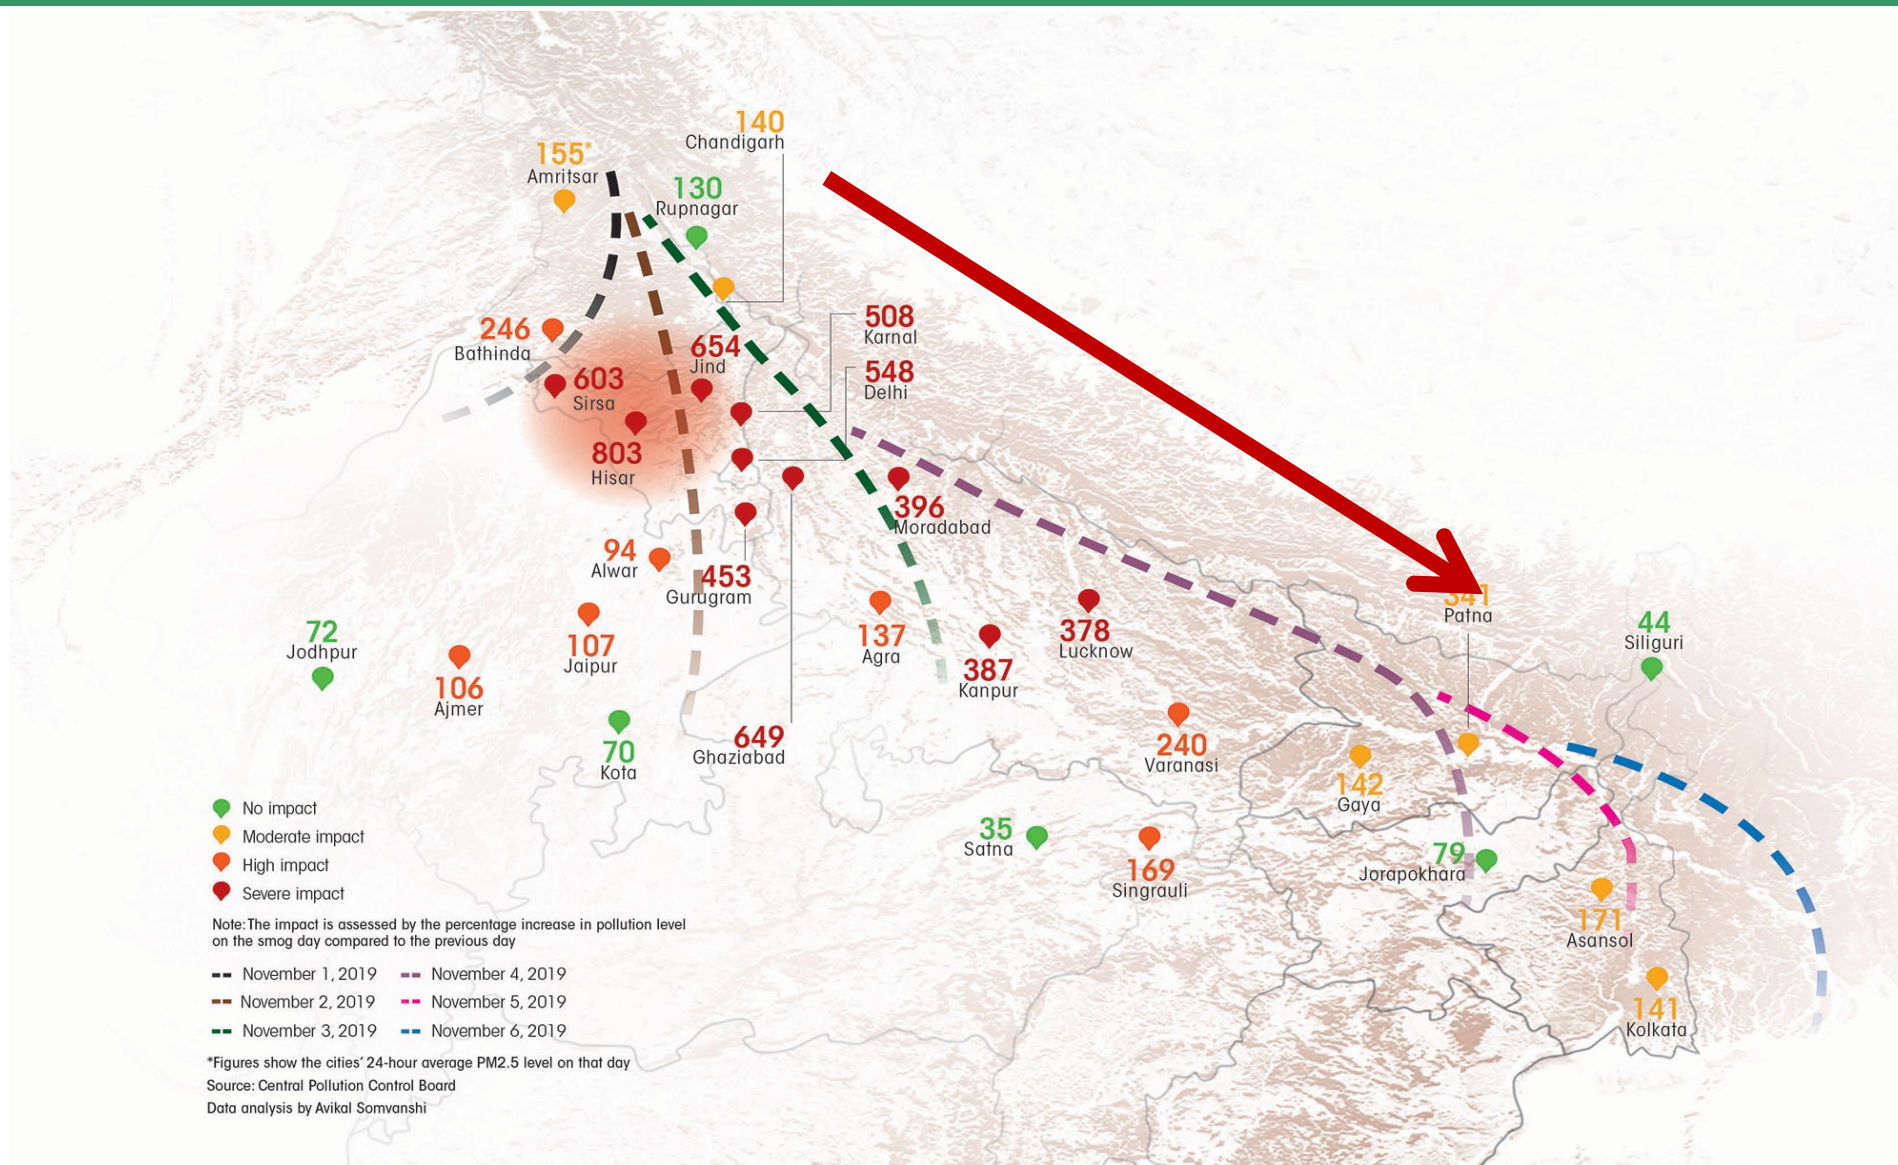 140
Chandigarh
155*
Amritsar
130
Rupnagar
246
Bathinda
508
Karnal
654
Jind
548
Delhi
603
Sirsa
803
Hisar
396
Moradabad
94
Alwar
453
Gurugram
341
Patna
72
Jodhpur
107
Jaipur
106
Ajmer
137
Agra
378
Lucknow
387
Kanpur
44
Siliguri
70
Kota
649
Ghaziabad
240
Varanasi
142
Gaya
35
Satna
169
Singrauli
79
Jorapokhara
171
Asansol
141
Kolkata
No impact
Moderate impact
High impact
Severe impact
Note: The impact is assessed by the percentage increase in pollution level
on the smog day compared to the previous day
November 1, 2019
November 4, 2019
November 2, 2019
November 5, 2019
November 3, 2019
November 6, 2019
*Figures show the cities’ 24-hour average PM2.5 level on that day
Source: Central Pollution Control Board
Data analysis by Avikal Somvanshi